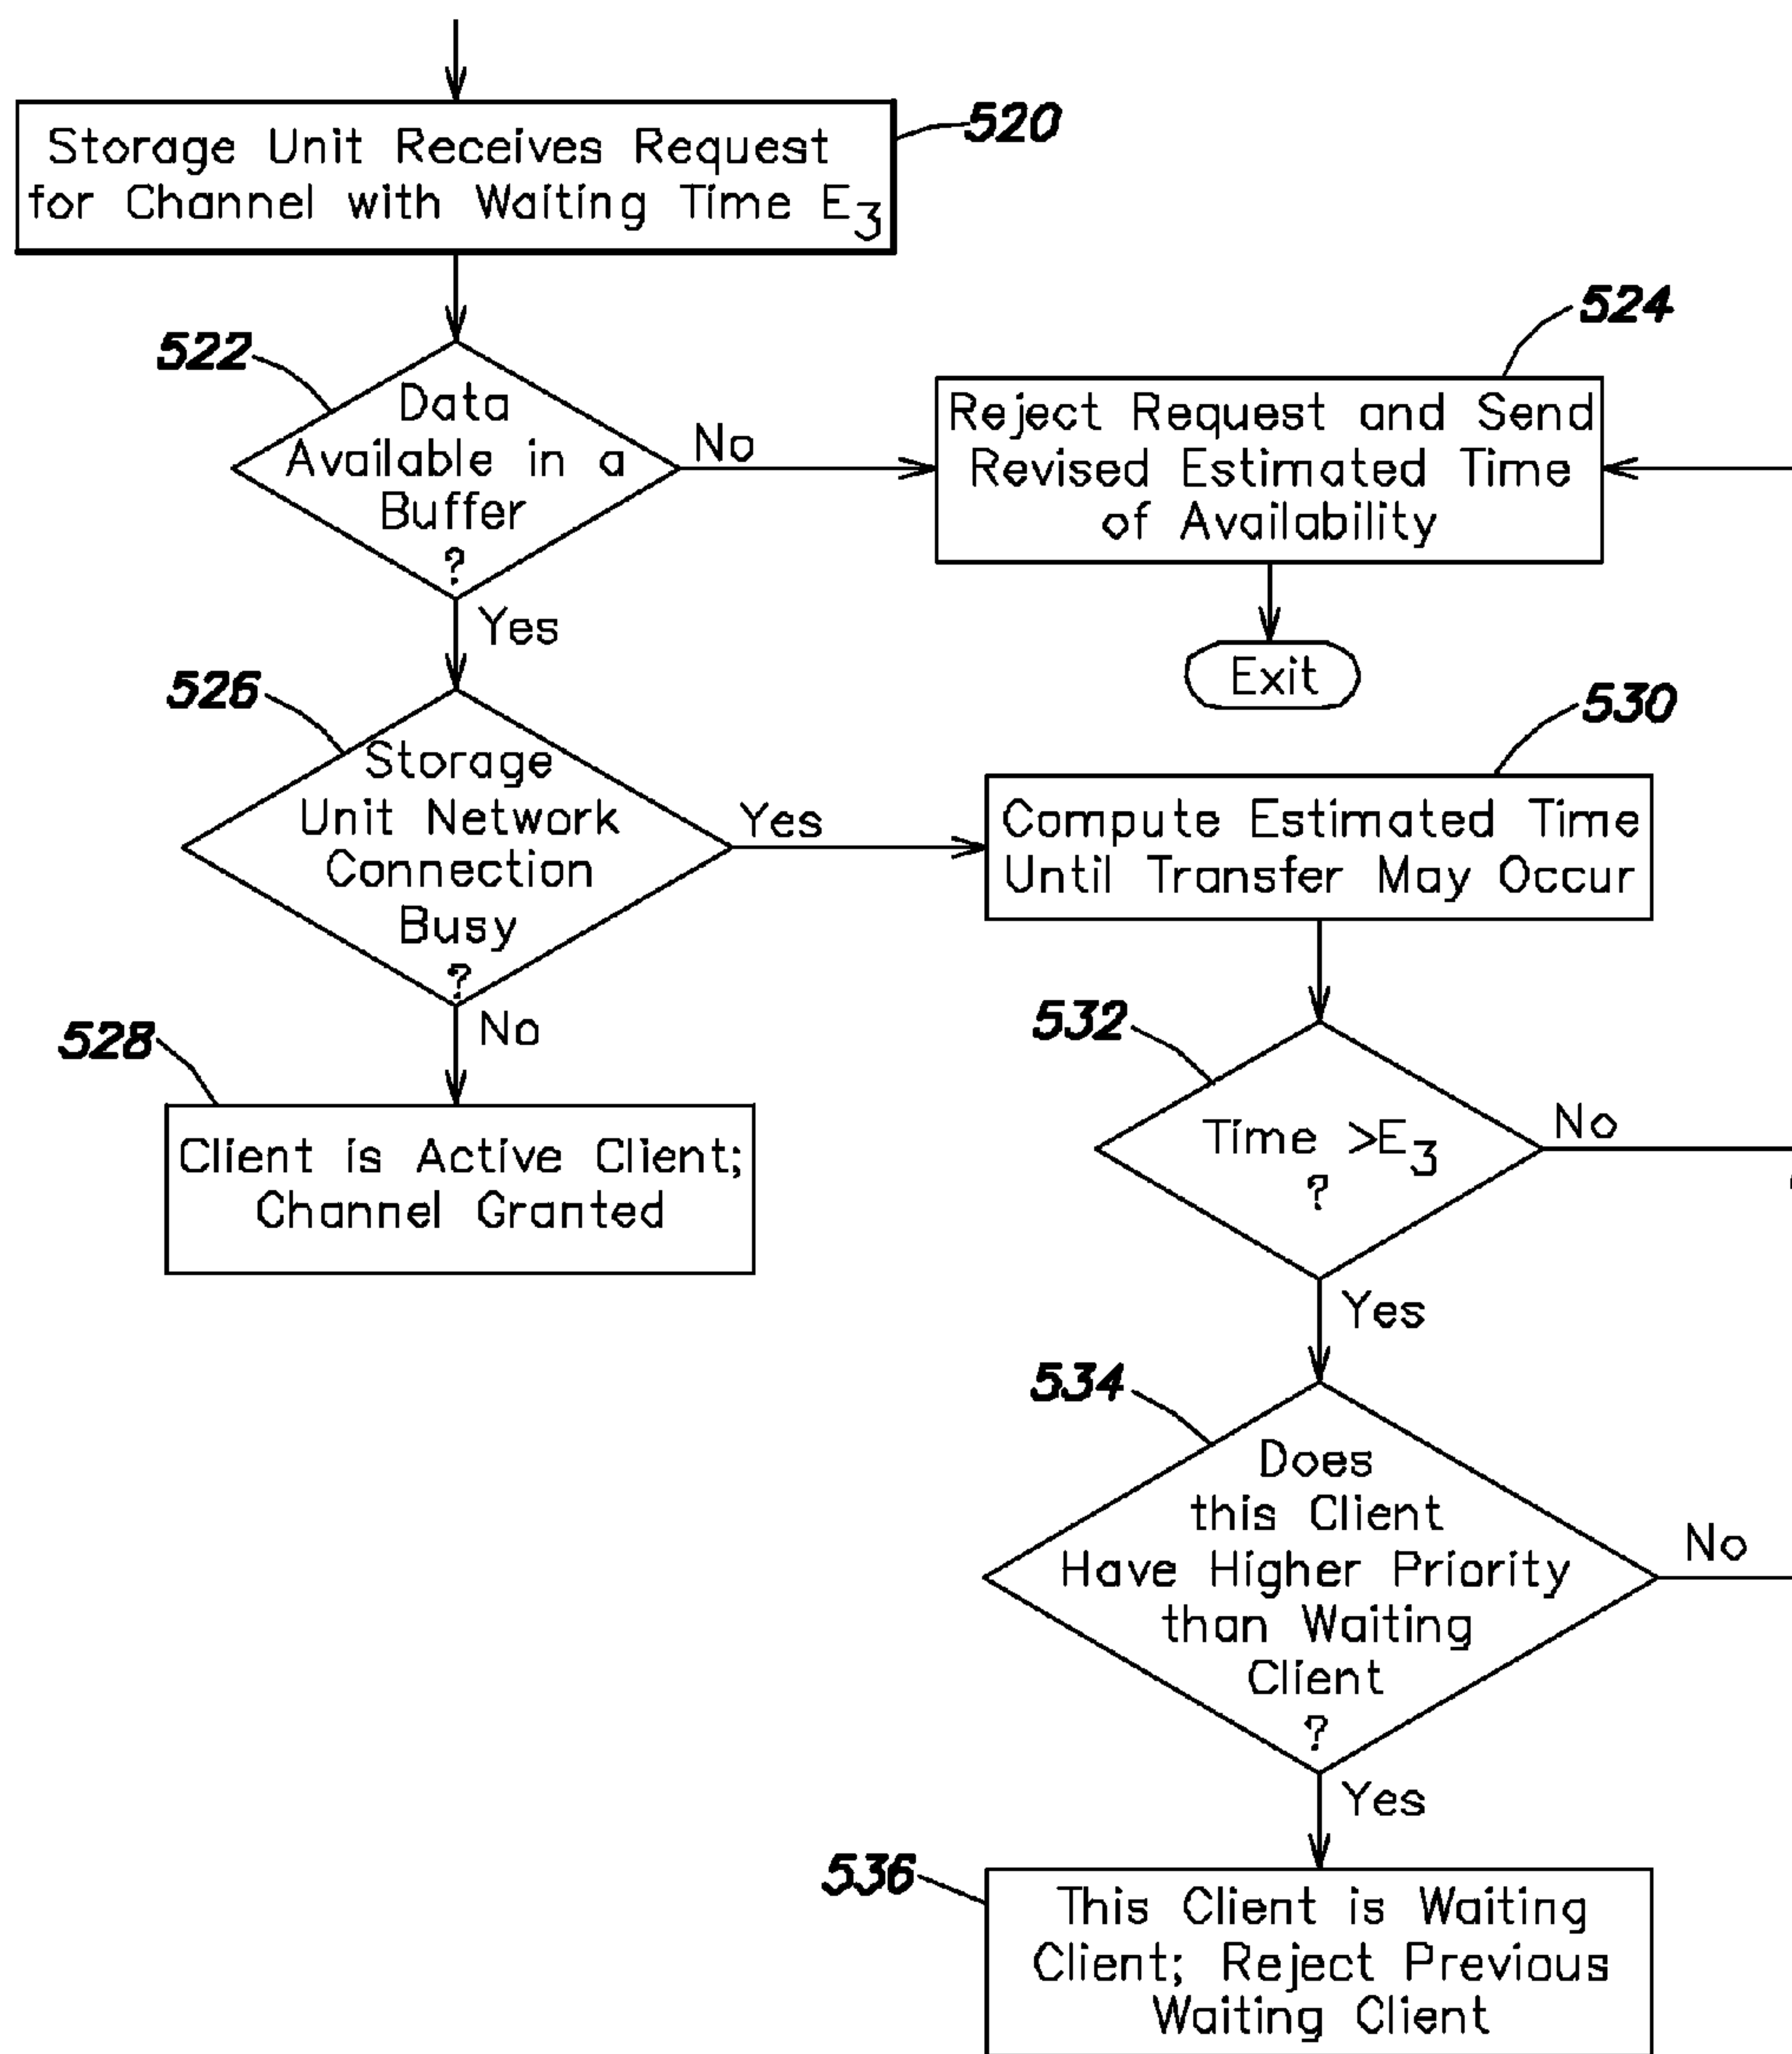 520
Storage Unit Receives Request
for Channel with Waiting Time E3
522
Data
Available in a
Buffer
?
No
Yes
524
Reject Request and Send
Revised Estimated Time
of Availability
Exit
526
Storage
Unit Network
Connection
Busy
?
Yes
No
528
Client is Active Client;
Channel Granted
530
Compute Estimated Time
Until Transfer May Occur
532
Time >E3
?
No
Yes
534
Does
this Client
Have Higher Priority
than Waiting
Client
?
No
Yes
536
This Client is Waiting
Client; Reject Previous
Waiting Client